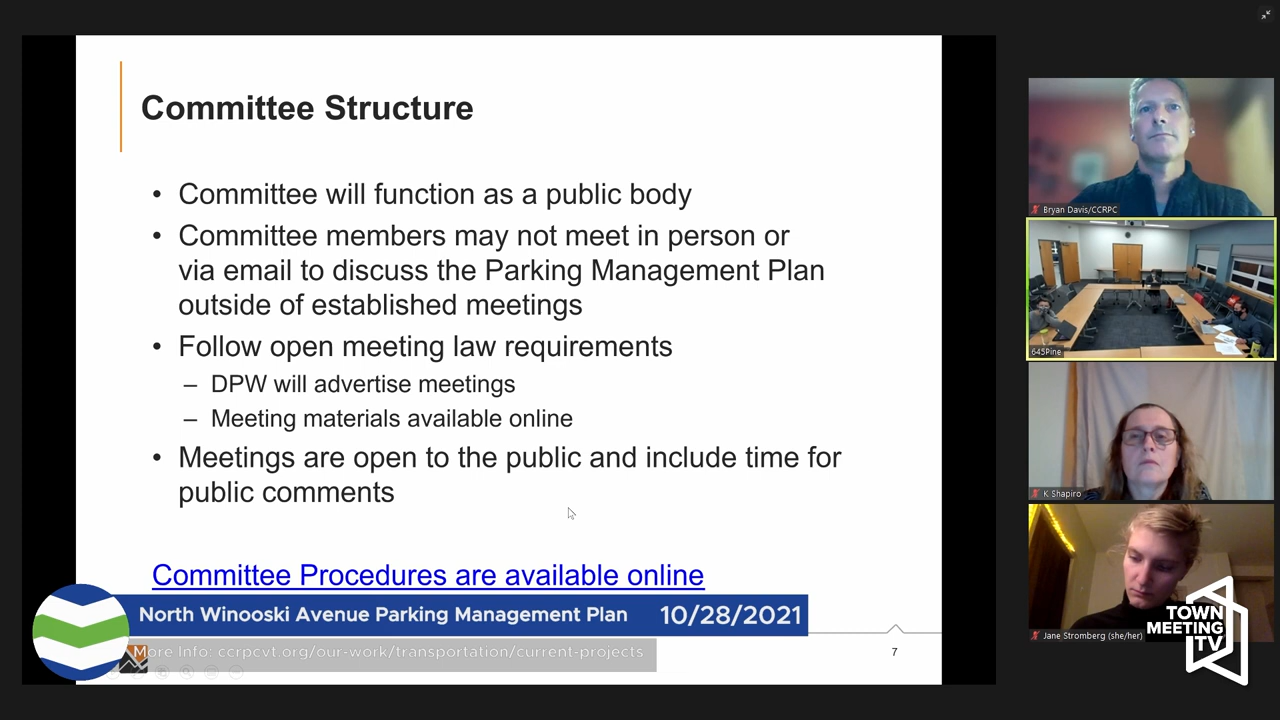 Committee Structure
• Committee will function as a public body
• Committee members may not meet in person or
via email to discuss the Parking Management Plan
outside of established meetings
• Follow open meeting law requirements
– DPW will advertise meetings
– Meeting materials available online
• Meetings are open to the public and include time for
public comments
Committee Procedures are available online
North Winooski Avenue Parking Management Plan 10/28/2021
More Info: ccrpcvt.org/our-work/transportation/current-projects
7
Bryan Davis/CCRPC
645Pine
K Shapiro
Jane Stromberg (she/her)
TOWN
MEETING
TV